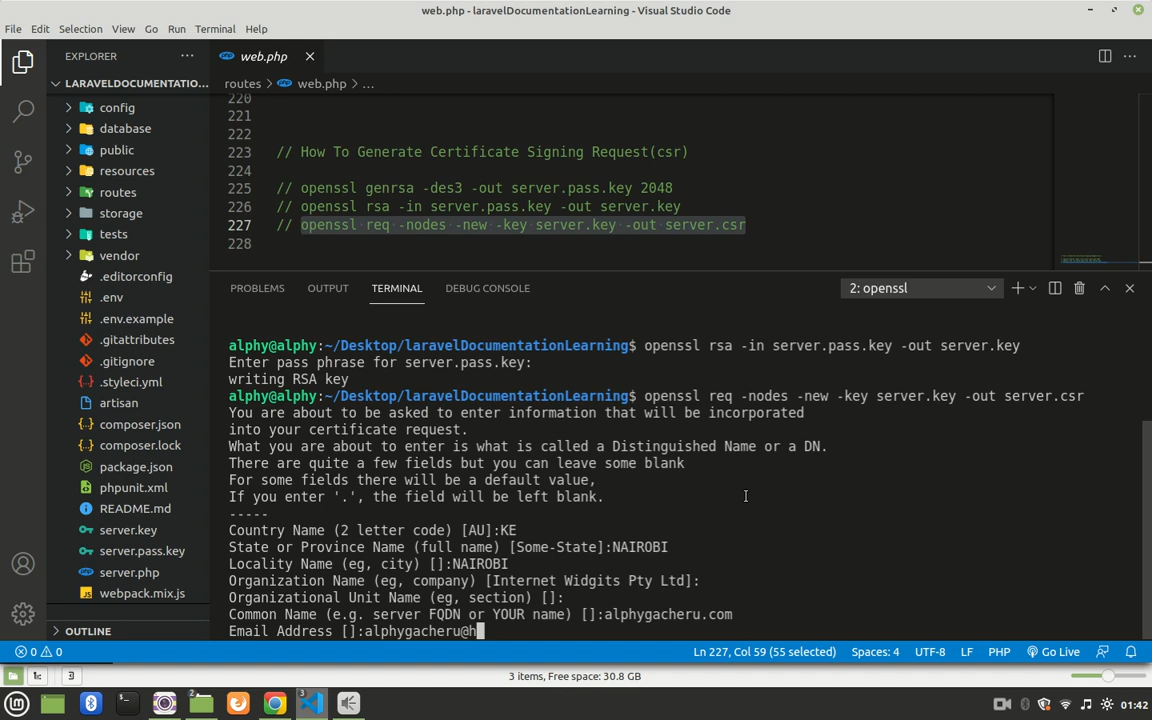 web.php - laravelDocumentationLearning - Visual Studio Code
File Edit Selection View Go Run Terminal Help
EXPLORER
web.php
LARAVELDOCUMENTATIO...
routes > web.php > ...
config
database
public
resources
routes
storage
tests
vendor
.editorconfig
.env
.env.example
.gitattributes
.gitignore
.styleci.yml
artisan
composer.json
composer.lock
package.json
phpunit.xml
README.md
server.key
server.pass.key
server.php
webpack.mix.js
OUTLINE
220
221
222
223 // How To Generate Certificate Signing Request(csr)
224
225 // openssl genrsa -des3 -out server.pass.key 2048
226 // openssl rsa -in server.pass.key -out server.key
227 // openssl req -nodes -new -key server.key -out server.csr
228
PROBLEMS OUTPUT TERMINAL DEBUG CONSOLE
2: openssl
alphy@alphy:~/Desktop/laravelDocumentationLearning$ openssl rsa -in server.pass.key -out server.key
Enter pass phrase for server.pass.key:
writing RSA key
alphy@alphy:~/Desktop/laravelDocumentationLearning$ openssl req -nodes -new -key server.key -out server.csr
You are about to be asked to enter information that will be incorporated
into your certificate request.
What you are about to enter is what is called a Distinguished Name or a DN.
There are quite a few fields but you can leave some blank
For some fields there will be a default value,
If you enter '.', the field will be left blank.
-----
Country Name (2 letter code) [AU]:KE
State or Province Name (full name) [Some-State]:NAIROBI
Locality Name (eg, city) []:NAIROBI
Organization Name (eg, company) [Internet Widgits Pty Ltd]:
Organizational Unit Name (eg, section) []:
Common Name (e.g. server FQDN or YOUR name) []:alphygacheru.com
Email Address []:alphygacheru@h
0 0
Ln 227, Col 59 (55 selected) Spaces: 4 UTF-8 LF PHP Go Live
3 items, Free space: 30.8 GB
2
3
01:42